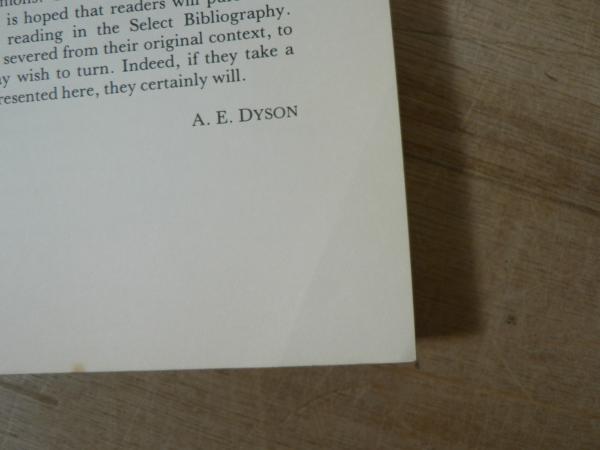 is hoped that readers will
reading in the Select Bibliography.
severed from their original context, to
wish to turn. Indeed, if they take a
here, they certainly will.
A. E. DYSON